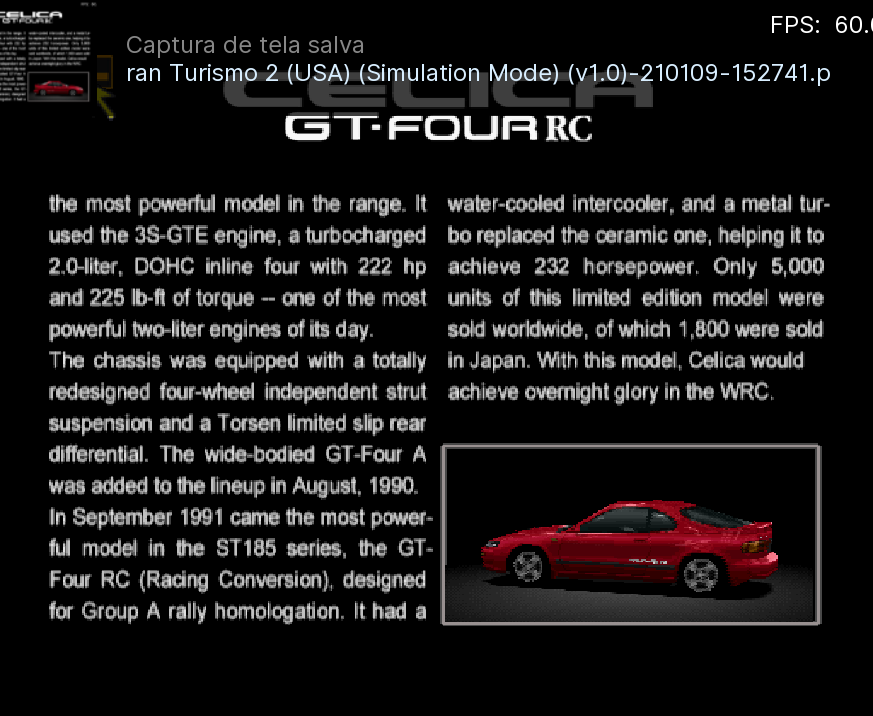 FPS: 60.
Captura de tela salva
ran Turismo 2 (USA) (Simulation Mode) (v1.0)-210109-152741.p
CELICA
GT-FOUR RC
the most powerful model in the range. It
used the 3S-GTE engine, a turbocharged
2.0-liter, DOHC inline four with 222 hp
and 225 lb-ft of torque -- one of the most
powerful two-liter engines of its day.
The chassis was equipped with a totally
redesigned four-wheel independent strut
suspension and a Torsen limited slip rear
differential. The wide-bodied GT-Four A
was added to the lineup in August, 1990.
In September 1991 came the most power-
ful model in the ST185 series, the GT-
Four RC (Racing Conversion), designed
for Group A rally homologation. It had a
water-cooled intercooler, and a metal tur-
bo replaced the ceramic one, helping it to
achieve 232 horsepower. Only 5,000
units of this limited edition model were
sold worldwide, of which 1,800 were sold
in Japan. With this model, Celica would
achieve overnight glory in the WRC.